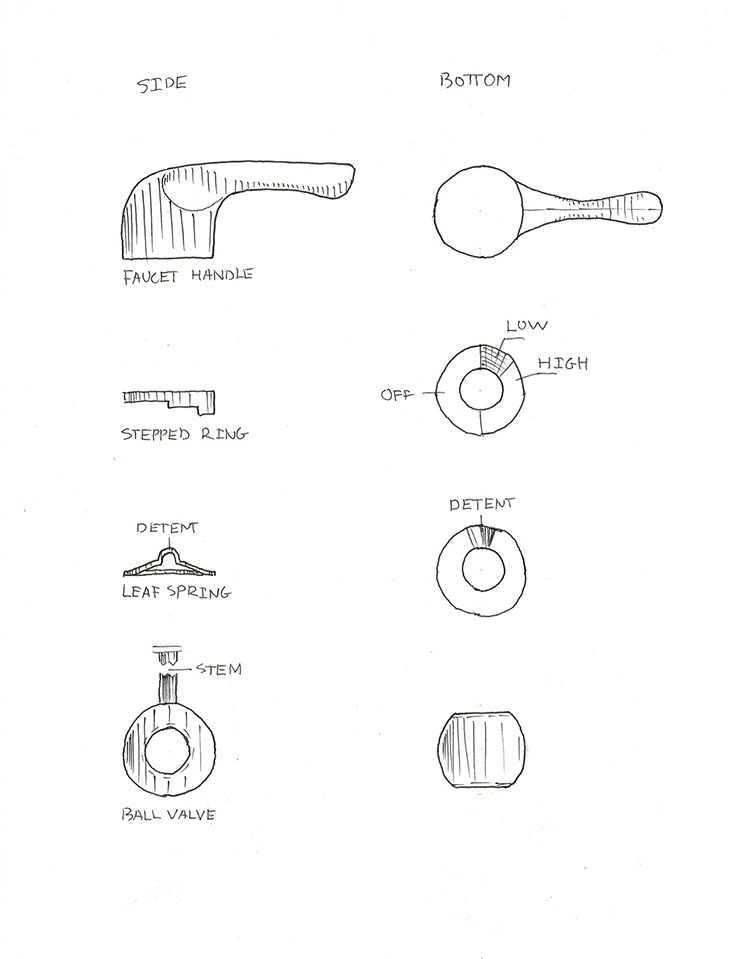 SIDE
BOTTOM
FAUCET HANDLE
LOW
HIGH
OFF
STEPPED RING
DETENT
DETENT
LEAF SPRING
STEM
BALL VALVE